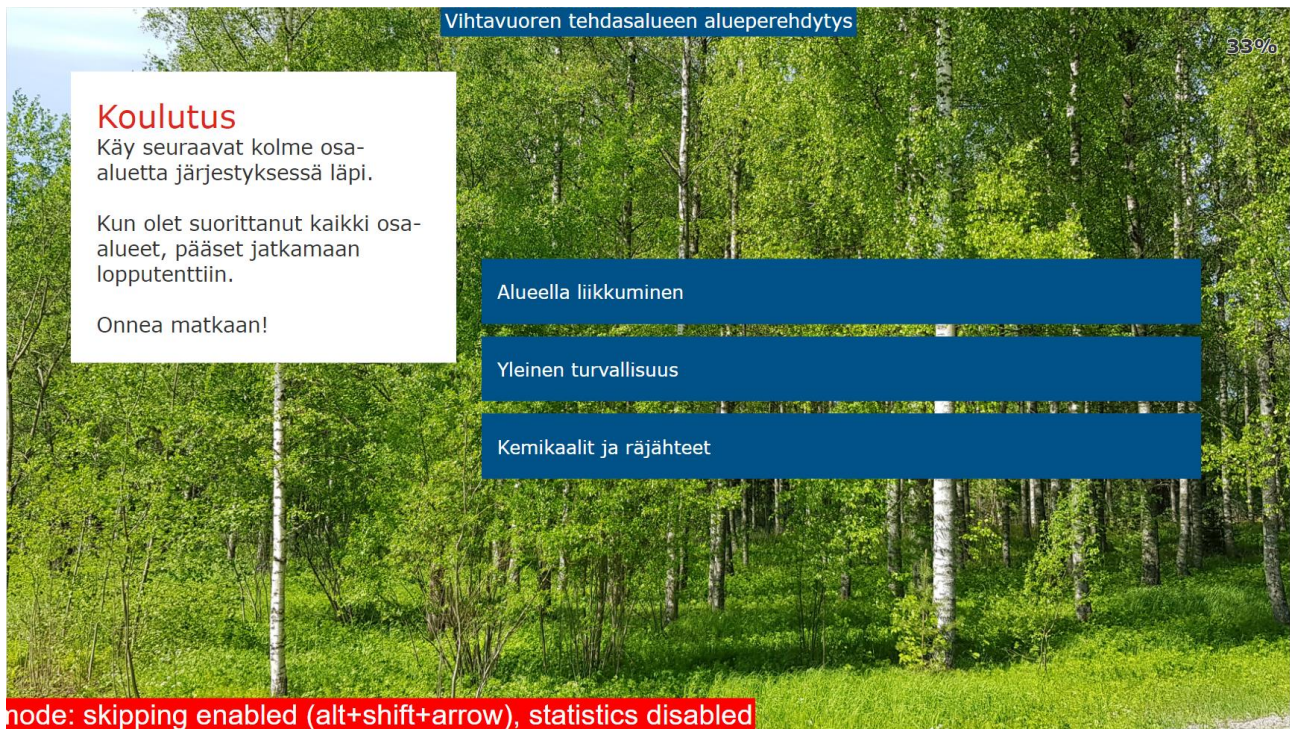 Vihtavuoren tehdasalueen alueperehdytys
33%
Koulutus
Käy seuraavat kolme osa-
aluetta järjestyksessä läpi.
Kun olet suorittanut kaikki osa-
alueet, pääset jatkamaan
lopputenttiin.
Onnea matkaan!
Alueella liikkuminen
Yleinen turvallisuus
Kemikaalit ja räjähteet
mode: skipping enabled (alt+shift+arrow), statistics disabled